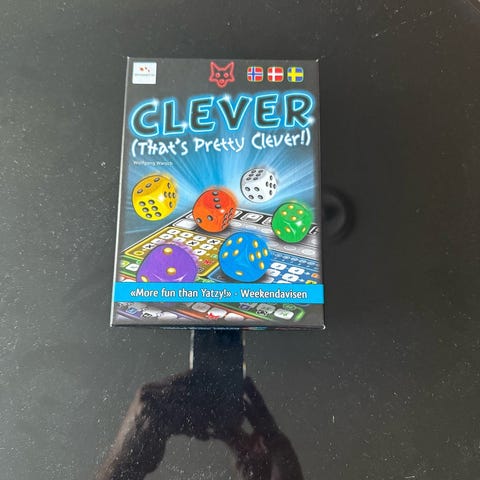 CLEVER
(That's Pretty Clever!)
Wolfgang Warsch
«More fun than Yatzy!» - Weekendavisen